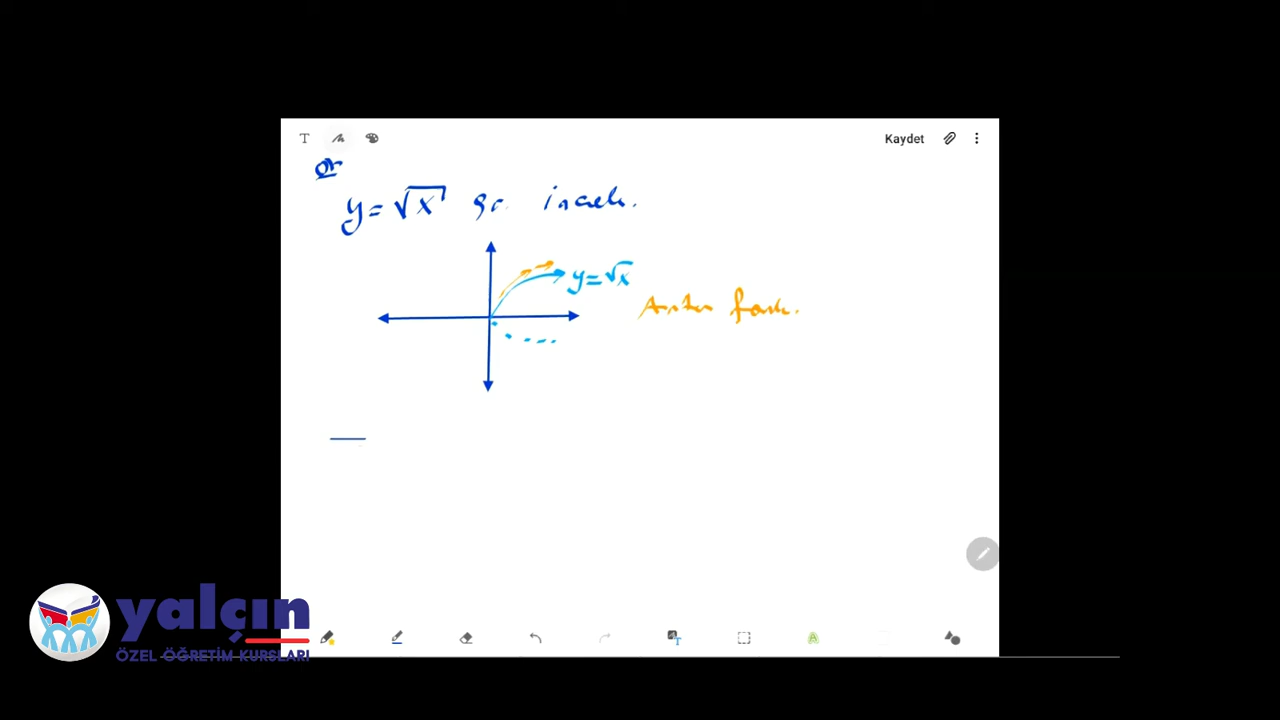 T
Kaydet
ör
y=√x gr. incele.
y=√x
Artan fonk.
yalçın
ÖZEL ÖĞRETİM KURSLARI